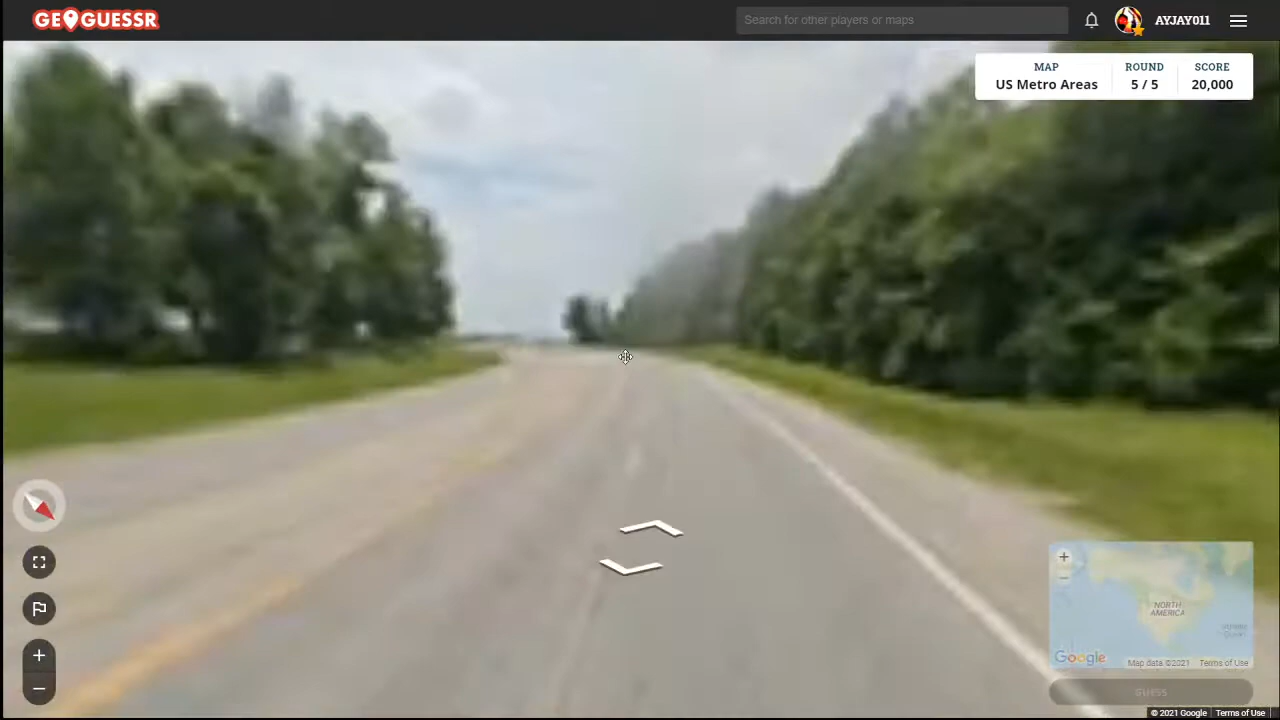 GEOGUESSR
Search for other players or maps
AYJAY011
MAP ROUND SCORE
US Metro Areas 5 / 5 20,000
+
−
NORTH
AMERICA
Google
Map data ©2021 Terms of Use
+
−
GUESS
© 2021 Google Terms of Use